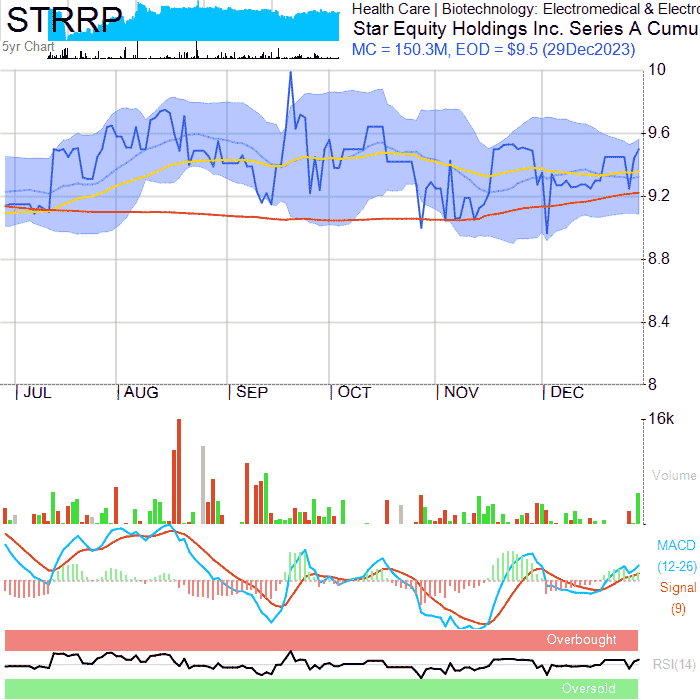 STRRP
5yr Chart
Health Care | Biotechnology: Electromedical & Electro
Star Equity Holdings Inc. Series A Cumu
MC = 150.3M, EOD = $9.5 (29Dec2023)
10
9.6
9.2
8.8
8.4
8
JUL AUG SEP OCT NOV DEC
16k
Volume
MACD
(12-26)
Signal
(9)
Overbought
RSI(14)
Oversold